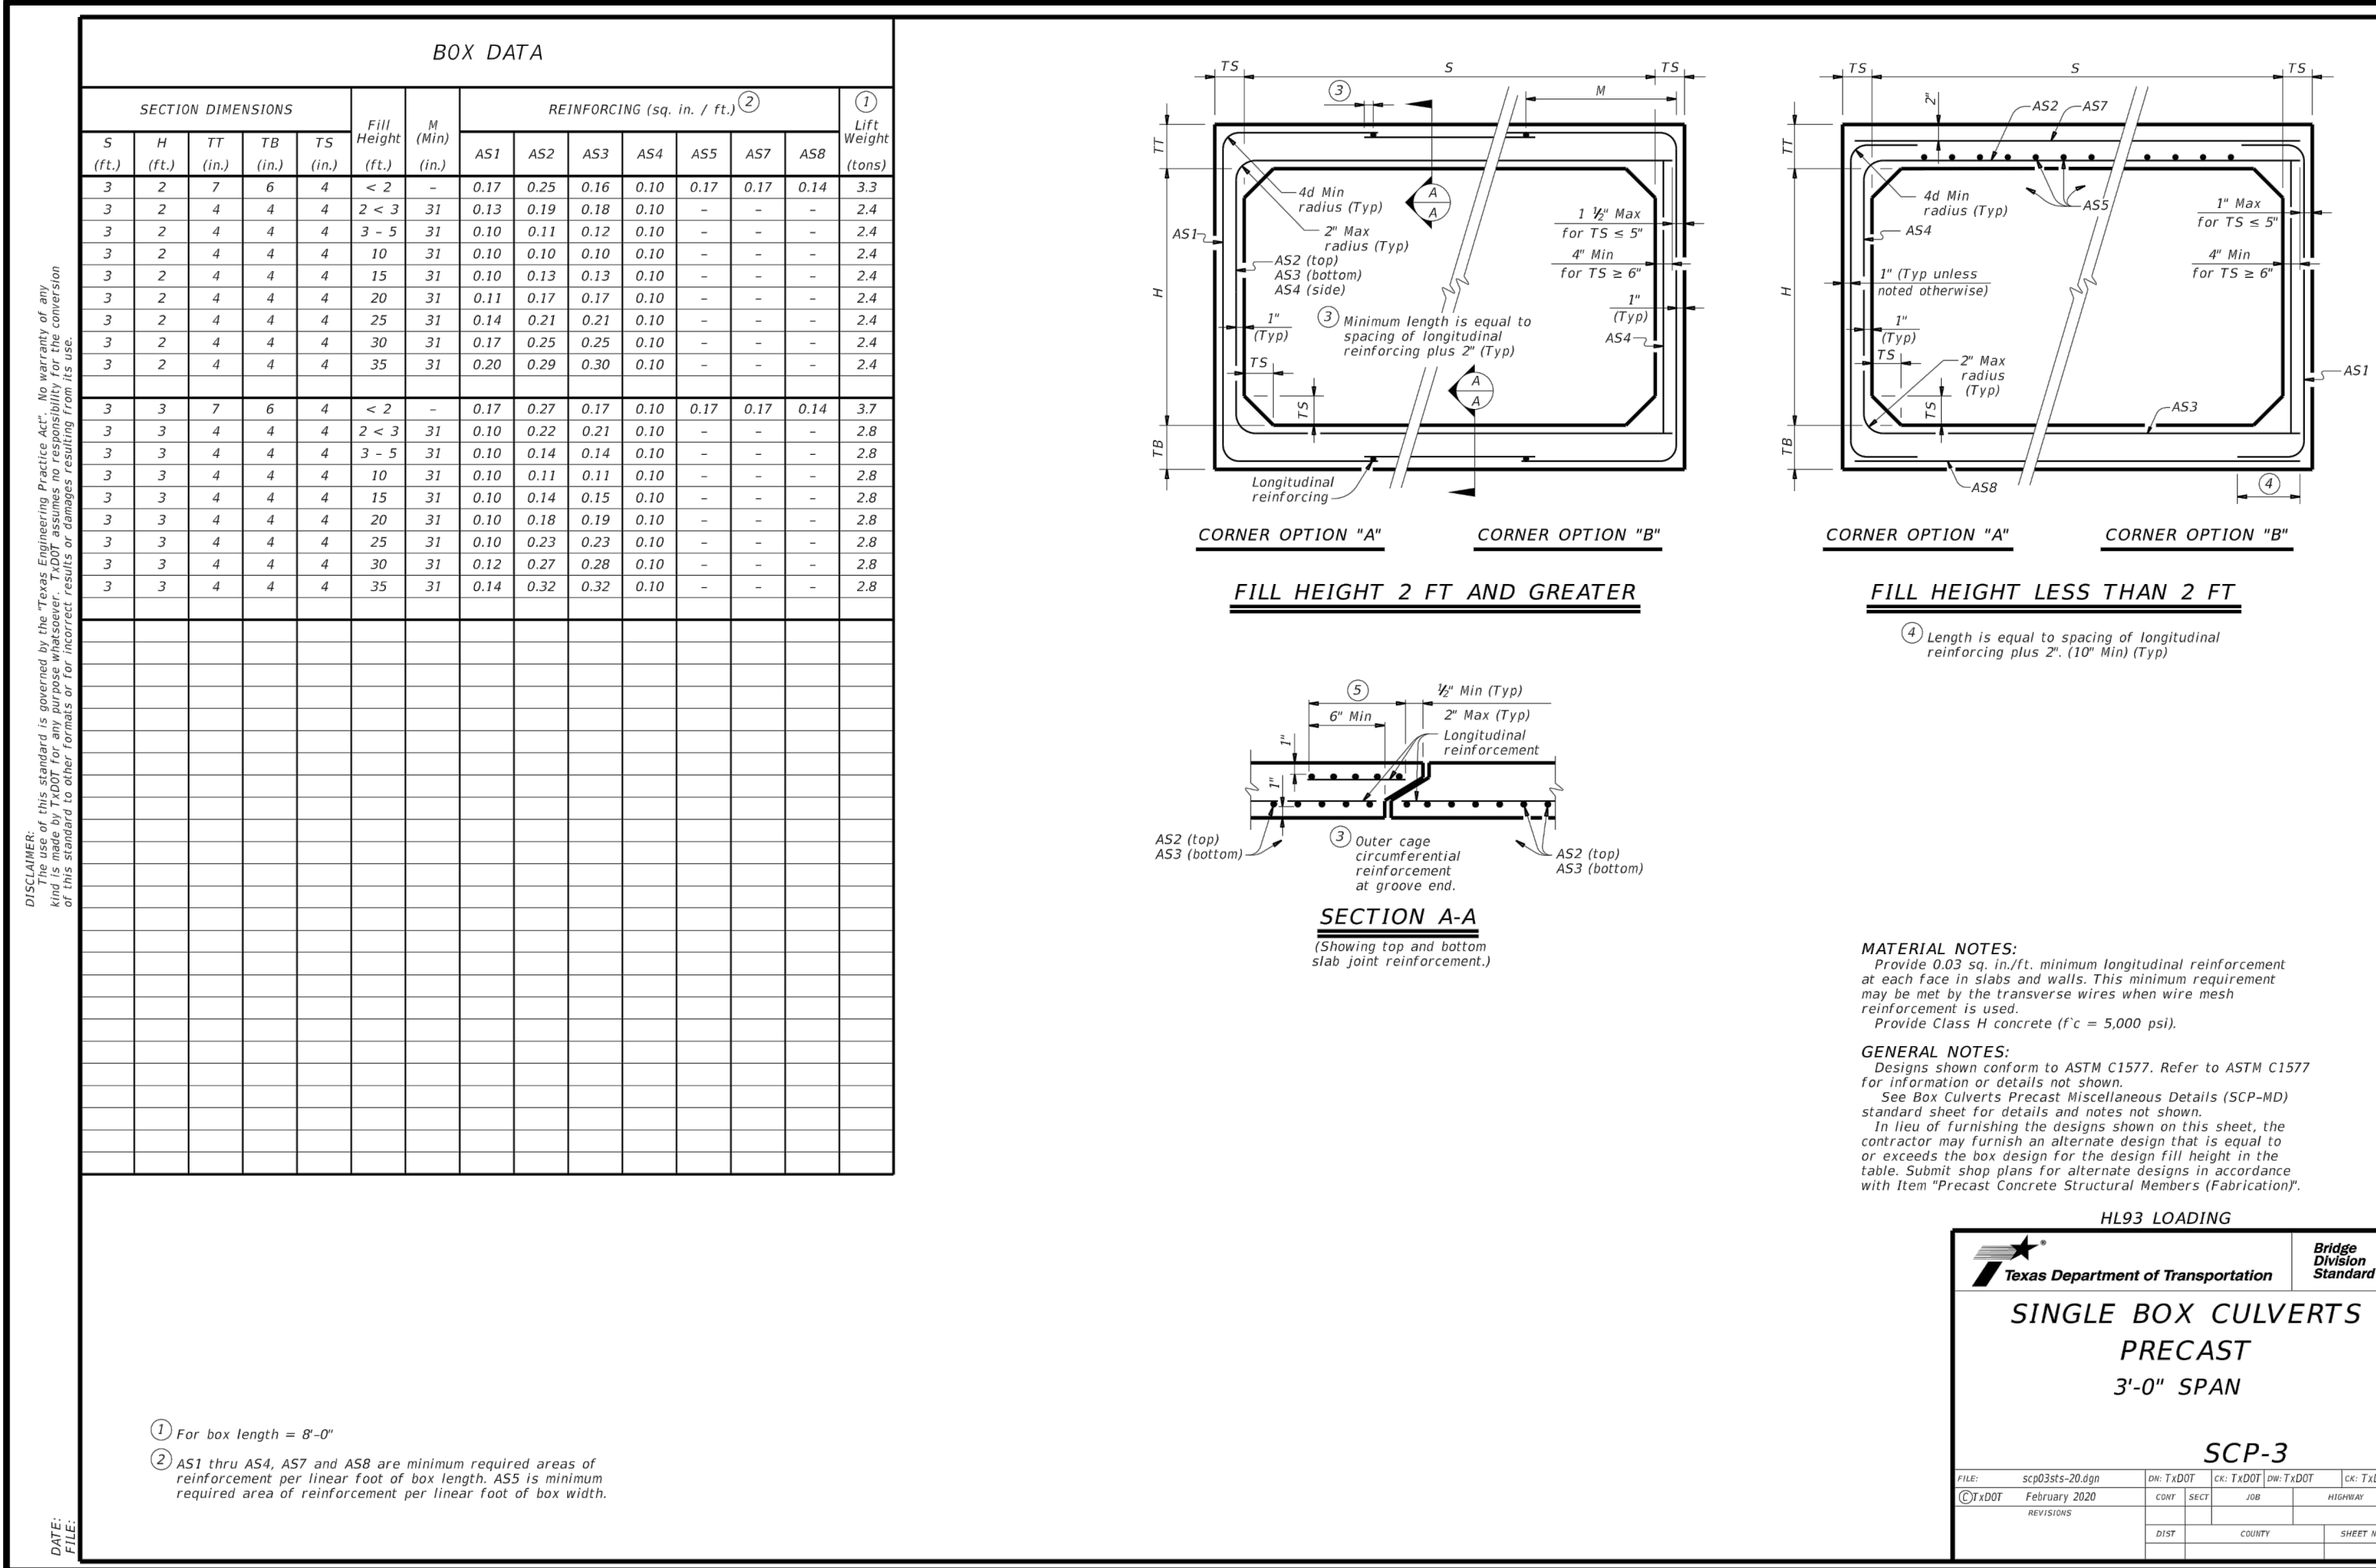 BOX DATA
SECTION DIMENSIONS Fill Height (ft.) M (Min) (in.) REINFORCING (sq. in. / ft.) ② ① Lift Weight (tons)
S (ft.) H (ft.) TT (in.) TB (in.) TS (in.) AS1 AS2 AS3 AS4 AS5 AS7 AS8
3 2 7 6 4 < 2 – 0.17 0.25 0.16 0.10 0.17 0.17 0.14 3.3
3 2 4 4 4 2 < 3 31 0.13 0.19 0.18 0.10 – – – 2.4
3 2 4 4 4 3 – 5 31 0.10 0.11 0.12 0.10 – – – 2.4
3 2 4 4 4 10 31 0.10 0.10 0.10 0.10 – – – 2.4
3 2 4 4 4 15 31 0.10 0.13 0.13 0.10 – – – 2.4
3 2 4 4 4 20 31 0.11 0.17 0.17 0.10 – – – 2.4
3 2 4 4 4 25 31 0.14 0.21 0.21 0.10 – – – 2.4
3 2 4 4 4 30 31 0.17 0.25 0.25 0.10 – – – 2.4
3 2 4 4 4 35 31 0.20 0.29 0.30 0.10 – – – 2.4
3 3 7 6 4 < 2 – 0.17 0.27 0.17 0.10 0.17 0.17 0.14 3.7
3 3 4 4 4 2 < 3 31 0.10 0.22 0.21 0.10 – – – 2.8
3 3 4 4 4 3 – 5 31 0.10 0.14 0.14 0.10 – – – 2.8
3 3 4 4 4 10 31 0.10 0.11 0.11 0.10 – – – 2.8
3 3 4 4 4 15 31 0.10 0.14 0.15 0.10 – – – 2.8
3 3 4 4 4 20 31 0.10 0.18 0.19 0.10 – – – 2.8
3 3 4 4 4 25 31 0.10 0.23 0.23 0.10 – – – 2.8
3 3 4 4 4 30 31 0.12 0.27 0.28 0.10 – – – 2.8
3 3 4 4 4 35 31 0.14 0.32 0.32 0.10 – – – 2.8
① For box length = 8'-0"
② AS1 thru AS4, AS7 and AS8 are minimum required areas of
reinforcement per linear foot of box length. AS5 is minimum
required area of reinforcement per linear foot of box width.
DISCLAIMER:
The use of this standard is governed by the "Texas Engineering Practice Act". No warranty of any
kind is made by TxDOT for any purpose whatsoever. TxDOT assumes no responsibility for the conversion
of this standard to other formats or for incorrect results or damages resulting from its use.
DATE:
FILE:
TS S TS
③
M
TT
H
TB
4d Min
radius (Typ)
2" Max
radius (Typ)
A
A
AS1
AS2 (top)
AS3 (bottom)
AS4 (side)
1 ½" Max
for TS ≤ 5"
4" Min
for TS ≥ 6"
1"
(Typ)
AS4
1"
(Typ)
③ Minimum length is equal to
spacing of longitudinal
reinforcing plus 2" (Typ)
TS
TS
A
A
Longitudinal
reinforcing
CORNER OPTION "A" CORNER OPTION "B"
FILL HEIGHT 2 FT AND GREATER
TS S TS
2"
AS2 AS7
TT
H
TB
4d Min
radius (Typ)
AS5
AS4
1" Max
for TS ≤ 5"
4" Min
for TS ≥ 6"
1" (Typ unless
noted otherwise)
1"
(Typ)
TS
2" Max
radius
(Typ)
TS
AS1
AS3
AS8
④
CORNER OPTION "A" CORNER OPTION "B"
FILL HEIGHT LESS THAN 2 FT
④ Length is equal to spacing of longitudinal
reinforcing plus 2". (10" Min) (Typ)
⑤
½" Min (Typ)
6" Min
2" Max (Typ)
Longitudinal
reinforcement
1"
1"
AS2 (top)
AS3 (bottom)
③ Outer cage
circumferential
reinforcement
at groove end.
AS2 (top)
AS3 (bottom)
SECTION A-A
(Showing top and bottom
slab joint reinforcement.)
MATERIAL NOTES:
Provide 0.03 sq. in./ft. minimum longitudinal reinforcement
at each face in slabs and walls. This minimum requirement
may be met by the transverse wires when wire mesh
reinforcement is used.
Provide Class H concrete (f`c = 5,000 psi).
GENERAL NOTES:
Designs shown conform to ASTM C1577. Refer to ASTM C1577
for information or details not shown.
See Box Culverts Precast Miscellaneous Details (SCP-MD)
standard sheet for details and notes not shown.
In lieu of furnishing the designs shown on this sheet, the
contractor may furnish an alternate design that is equal to
or exceeds the box design for the design fill height in the
table. Submit shop plans for alternate designs in accordance
with Item "Precast Concrete Structural Members (Fabrication)".
HL93 LOADING
® Texas Department of Transportation
Bridge
Division
Standard
SINGLE BOX CULVERTS
PRECAST
3'-0" SPAN
SCP-3
FILE: scp03sts-20.dgn DN: TxDOT CK: TxDOT DW: TxDOT CK:
©TxDOT February 2020 CONT SECT JOB HIGHWAY
REVISIONS
DIST COUNTY SHEET